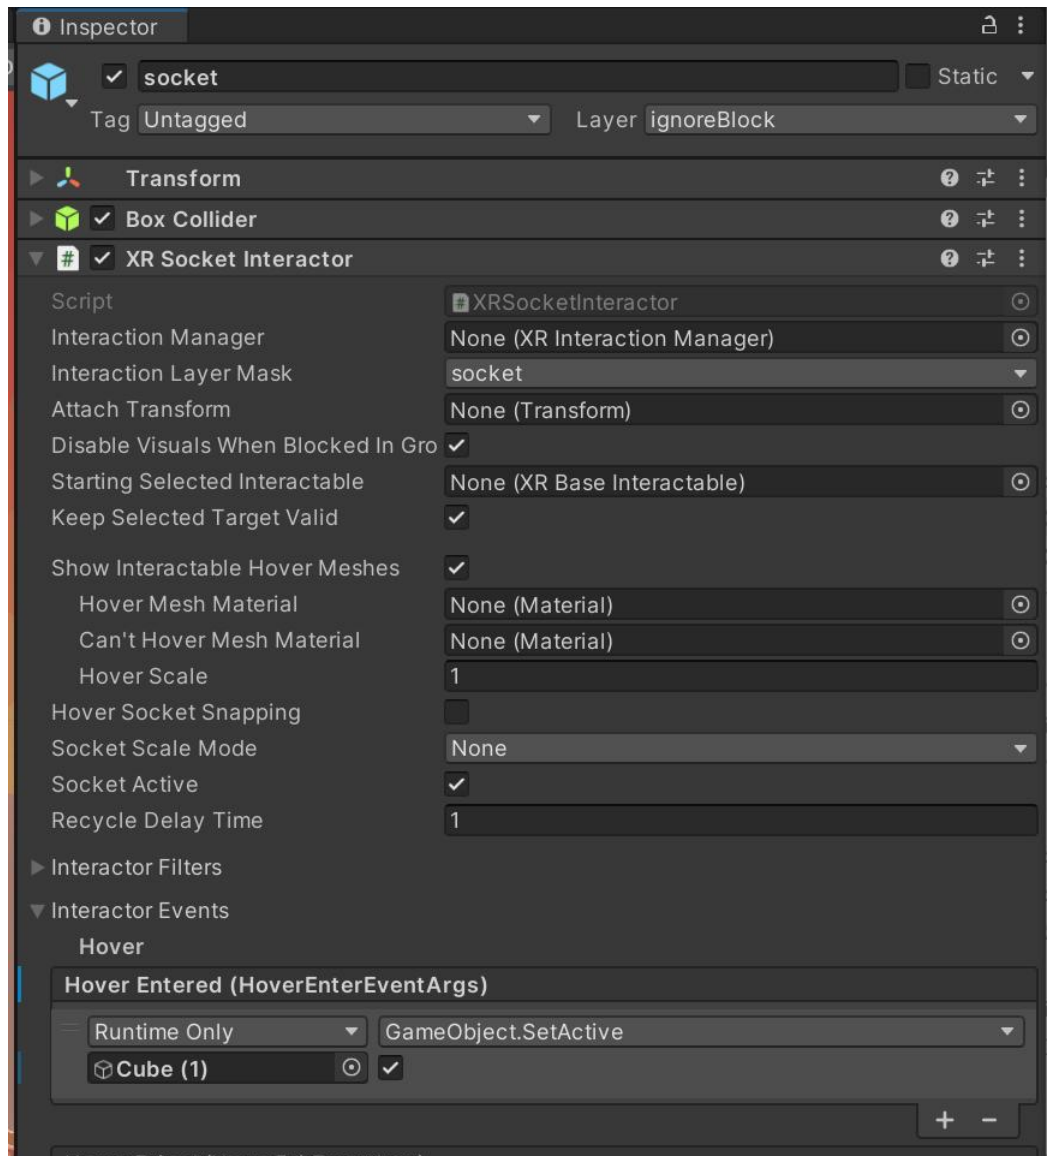 Inspector
socket
Static
Tag Untagged Layer ignoreBlock
Transform
Box Collider
# XR Socket Interactor
Script # XRSocketInteractor
Interaction Manager None (XR Interaction Manager)
Interaction Layer Mask socket
Attach Transform None (Transform)
Disable Visuals When Blocked In Gro
Starting Selected Interactable None (XR Base Interactable)
Keep Selected Target Valid
Show Interactable Hover Meshes
Hover Mesh Material None (Material)
Can't Hover Mesh Material None (Material)
Hover Scale 1
Hover Socket Snapping
Socket Scale Mode None
Socket Active
Recycle Delay Time 1
Interactor Filters
Interactor Events
Hover
Hover Entered (HoverEnterEventArgs)
Runtime Only GameObject.SetActive
Cube (1)
+ −